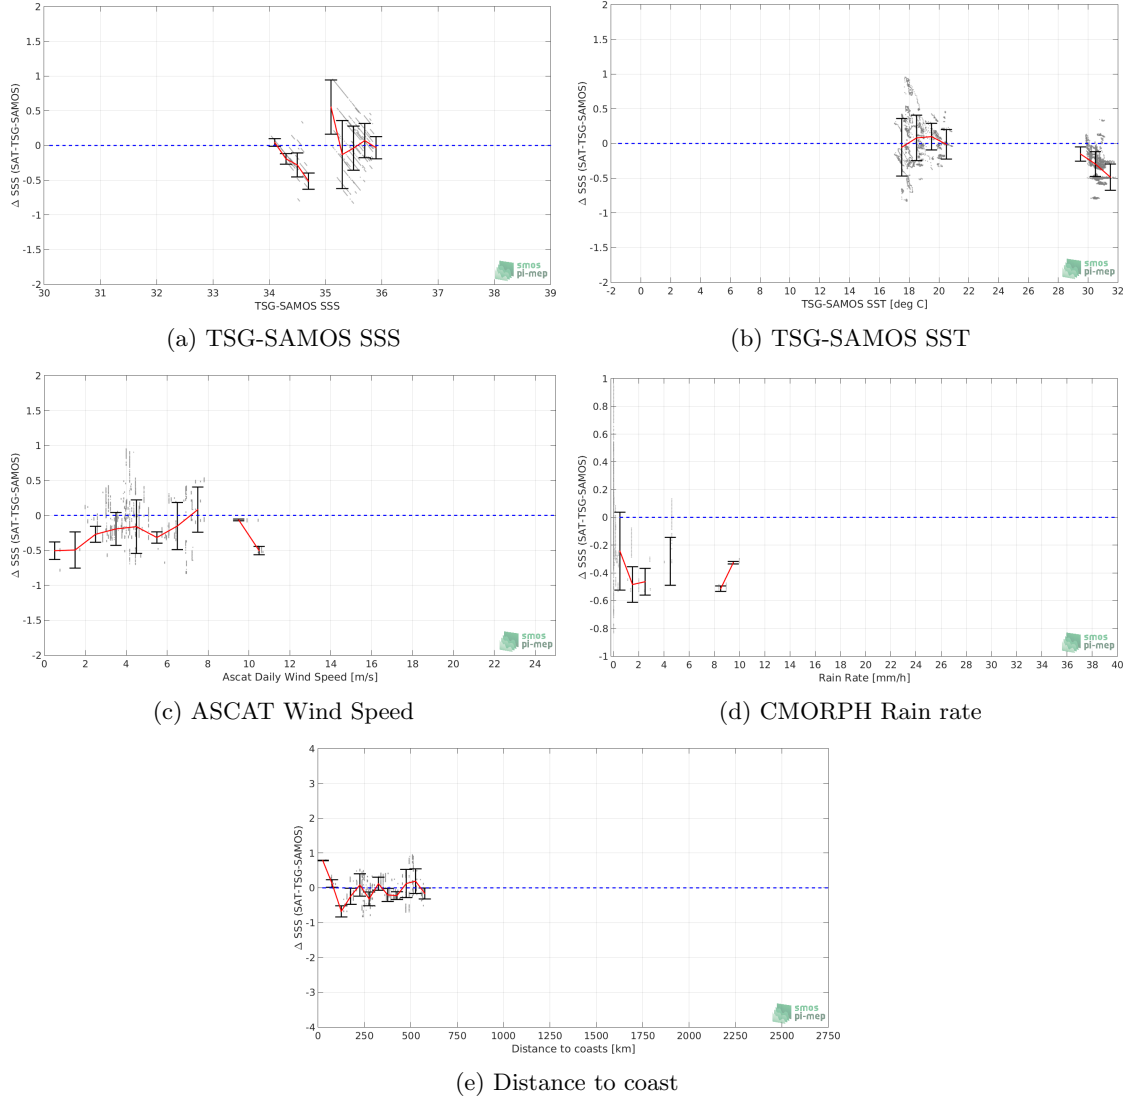 2
1.5
1
0.5
0
-0.5
-1
-1.5
-2
Δ SSS (SAT-TSG-SAMOS)
30 31 32 33 34 35 36 37 38 39
TSG-SAMOS SSS
smos
pi-mep
(a) TSG-SAMOS SSS
2
1.5
1
0.5
0
-0.5
-1
-1.5
-2
Δ SSS (SAT-TSG-SAMOS)
-2 0 2 4 6 8 10 12 14 16 18 20 22 24 26 28 30 32
TSG-SAMOS SST [deg C]
smos
pi-mep
(b) TSG-SAMOS SST
2
1.5
1
0.5
0
-0.5
-1
-1.5
-2
Δ SSS (SAT-TSG-SAMOS)
0 2 4 6 8 10 12 14 16 18 20 22 24
Ascat Daily Wind Speed [m/s]
smos
pi-mep
(c) ASCAT Wind Speed
1
0.8
0.6
0.4
0.2
0
-0.2
-0.4
-0.6
-0.8
-1
Δ SSS (SAT-TSG-SAMOS)
0 2 4 6 8 10 12 14 16 18 20 22 24 26 28 30 32 34 36 38 40
Rain Rate [mm/h]
smos
pi-mep
(d) CMORPH Rain rate
4
3
2
1
0
-1
-2
-3
-4
Δ SSS (SAT-TSG-SAMOS)
0 250 500 750 1000 1250 1500 1750 2000 2250 2500 2750
Distance to coasts [km]
smos
pi-mep
(e) Distance to coast